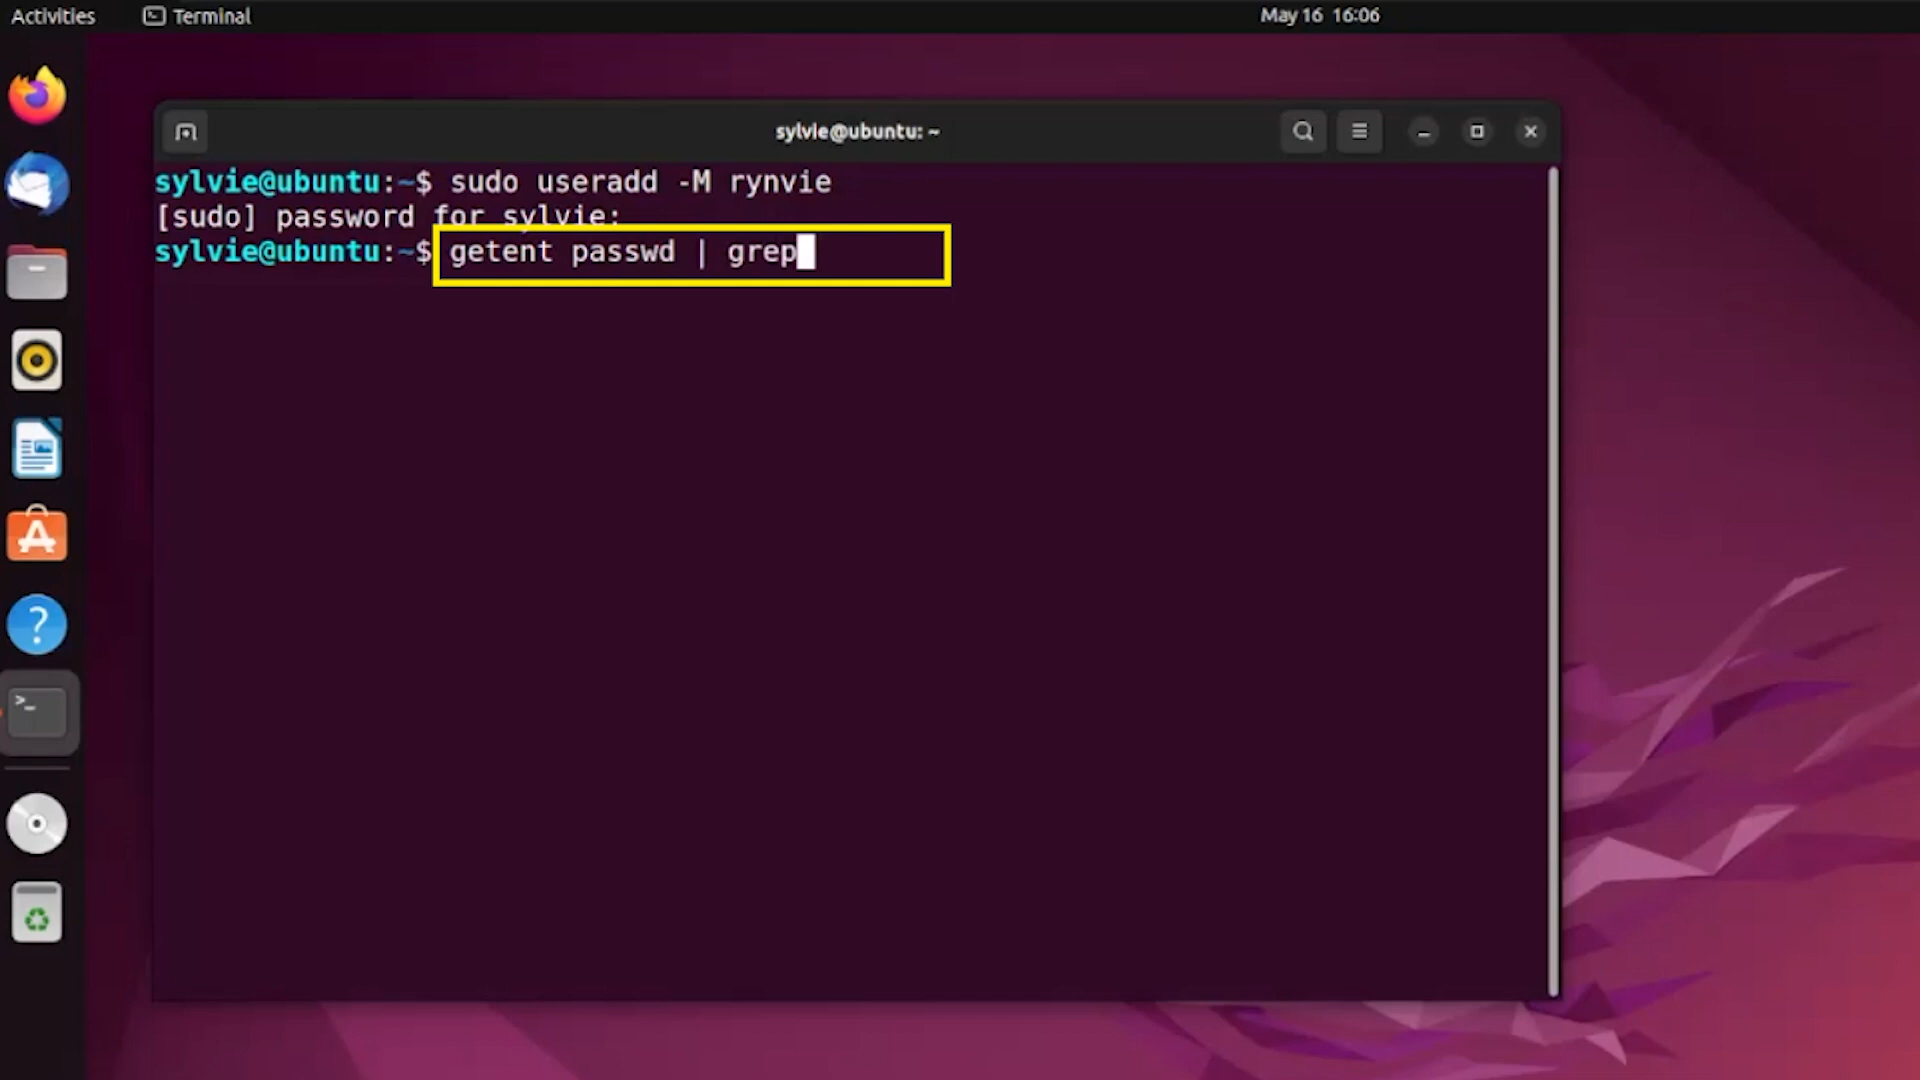 Activities
Terminal
May 16 16:06
sylvie@ubuntu: ~
sylvie@ubuntu:~$ sudo useradd -M rynvie
[sudo] password for sylvie:
sylvie@ubuntu:~$ getent passwd | grep